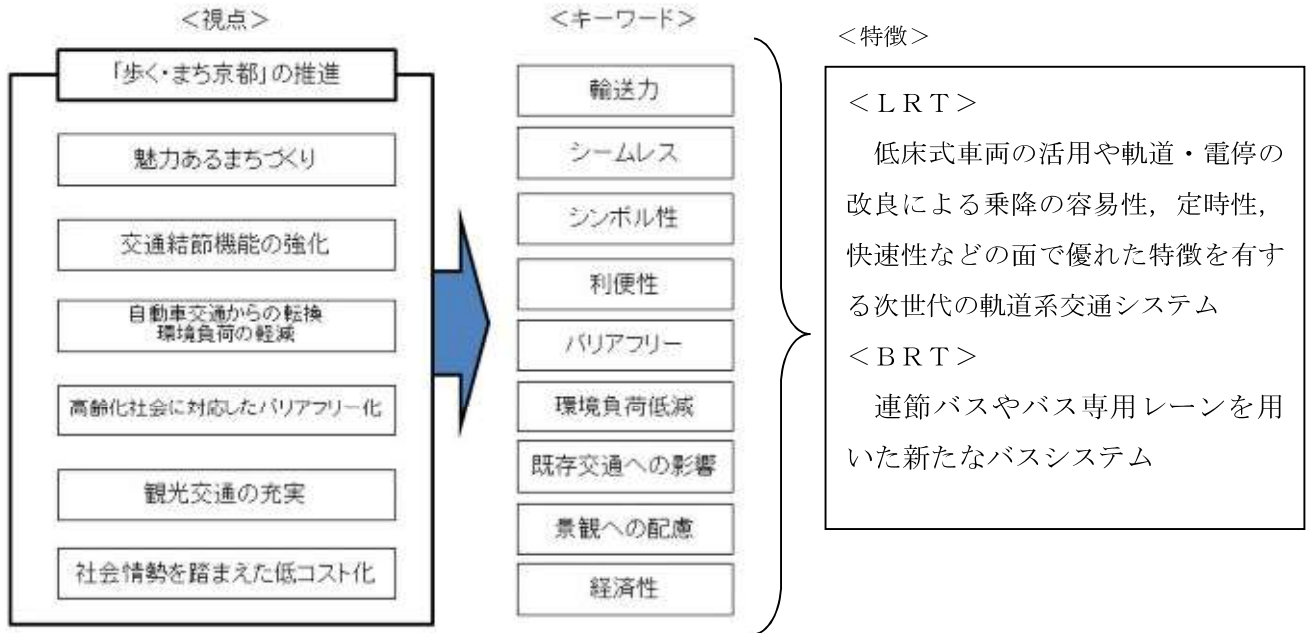 ＜視点＞
「歩く・まち京都」の推進
魅力あるまちづくり
交通結節機能の強化
自動車交通からの転換
環境負荷の軽減
高齢化社会に対応したバリアフリー化
観光交通の充実
社会情勢を踏まえた低コスト化
＜キーワード＞
輸送力
シームレス
シンボル性
利便性
バリアフリー
環境負荷低減
既存交通への影響
景観への配慮
経済性
＜特徴＞
＜ＬＲＴ＞
低床式車両の活用や軌道・電停の
改良による乗降の容易性，定時性，
快速性などの面で優れた特徴を有す
る次世代の軌道系交通システム
＜ＢＲＴ＞
連節バスやバス専用レーンを用
いた新たなバスシステム